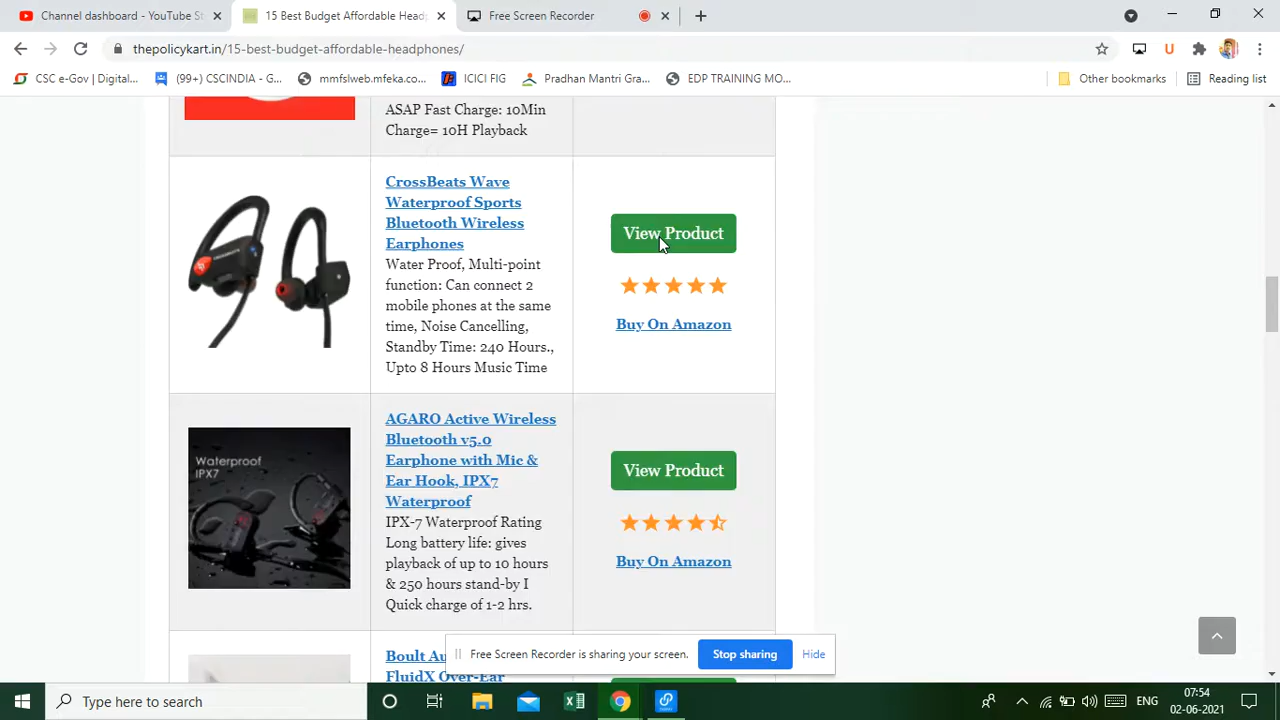 Channel dashboard - YouTube St
15 Best Budget Affordable Head
Free Screen Recorder
thepolicykart.in/15-best-budget-affordable-headphones/
CSC e-Gov | Digital...
(99+) CSCINDIA - G...
mmfslweb.mfeka.co...
ICICI FIG
Pradhan Mantri Gra...
EDP TRAINING MO...
Other bookmarks
Reading list
ASAP Fast Charge: 10Min
Charge= 10H Playback
CrossBeats Wave
Waterproof Sports
Bluetooth Wireless
Earphones
Water Proof, Multi-point
function: Can connect 2
mobile phones at the same
time, Noise Cancelling,
Standby Time: 240 Hours.,
Upto 8 Hours Music Time
View Product
Buy On Amazon
Waterproof
IPX7
AGARO Active Wireless
Bluetooth v5.0
Earphone with Mic &
Ear Hook, IPX7
Waterproof
IPX-7 Waterproof Rating
Long battery life: gives
playback of up to 10 hours
& 250 hours stand-by I
Quick charge of 1-2 hrs.
View Product
Buy On Amazon
Boult Au
FluidX Over-Ear
Free Screen Recorder is sharing your screen.
Stop sharing
Hide
Type here to search
ENG
07:54
02-06-2021